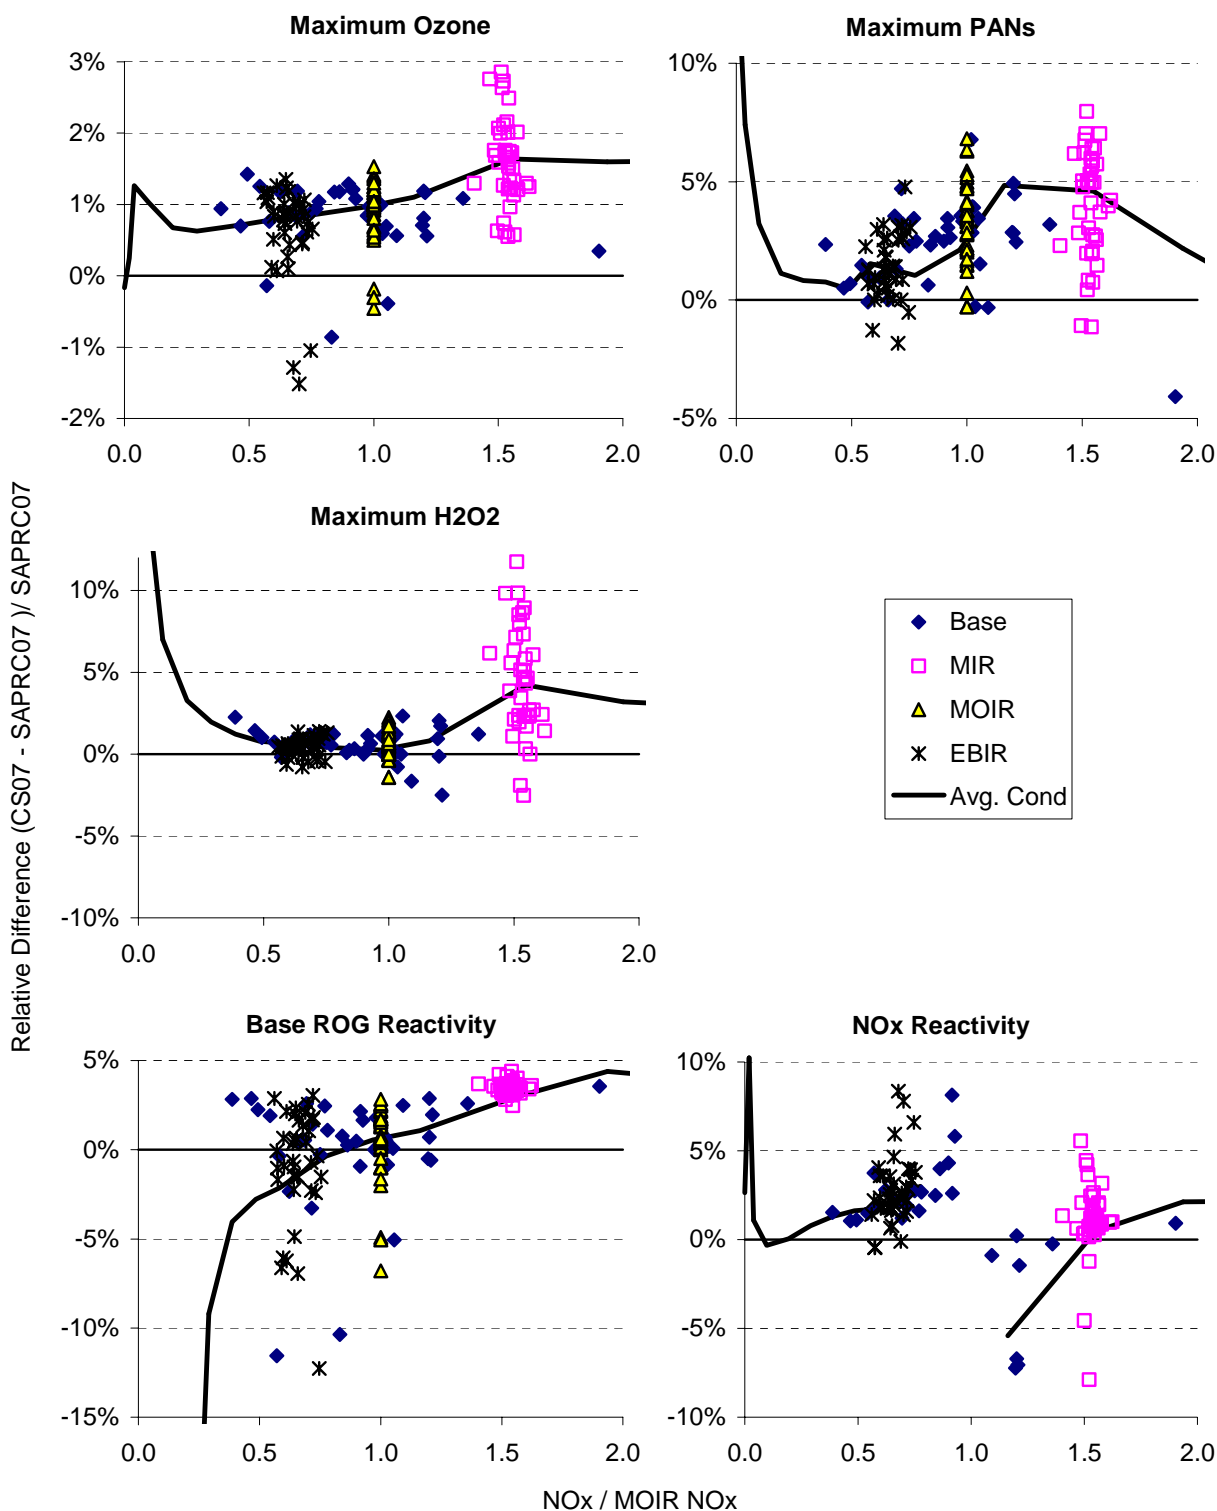 Maximum Ozone
3%
2%
1%
0%
-1%
-2%
0.0 0.5 1.0 1.5 2.0
Maximum PANs
10%
5%
0%
-5%
0.0 0.5 1.0 1.5 2.0
Relative Difference (CS07 - SAPRC07 )/ SAPRC07
Maximum H2O2
10%
5%
0%
-5%
-10%
0.0 0.5 1.0 1.5 2.0
Base
MIR
MOIR
EBIR
Avg. Cond
Base ROG Reactivity
5%
0%
-5%
-10%
-15%
0.0 0.5 1.0 1.5 2.0
NOx Reactivity
10%
5%
0%
-5%
-10%
0.0 0.5 1.0 1.5 2.0
NOx / MOIR NOx